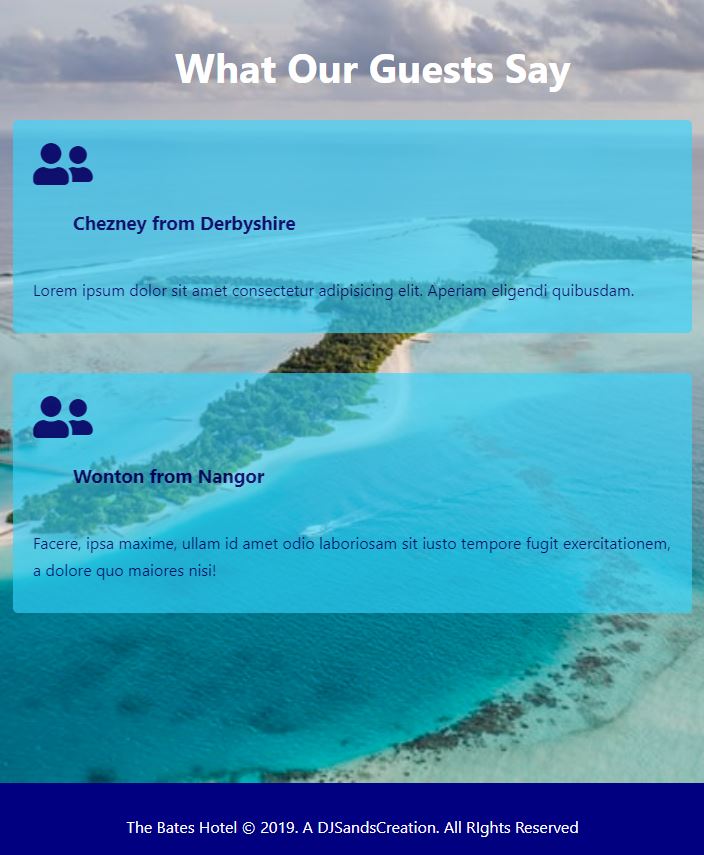 What Our Guests Say
Chezney from Derbyshire
Lorem ipsum dolor sit amet consectetur adipisicing elit. Aperiam eligendi quibusdam.
Wonton from Nangor
Facere, ipsa maxime, ullam id amet odio laboriosam sit iusto tempore fugit exercitationem,
a dolore quo maiores nisi!
The Bates Hotel © 2019. A DJSandsCreation. All RIghts Reserved